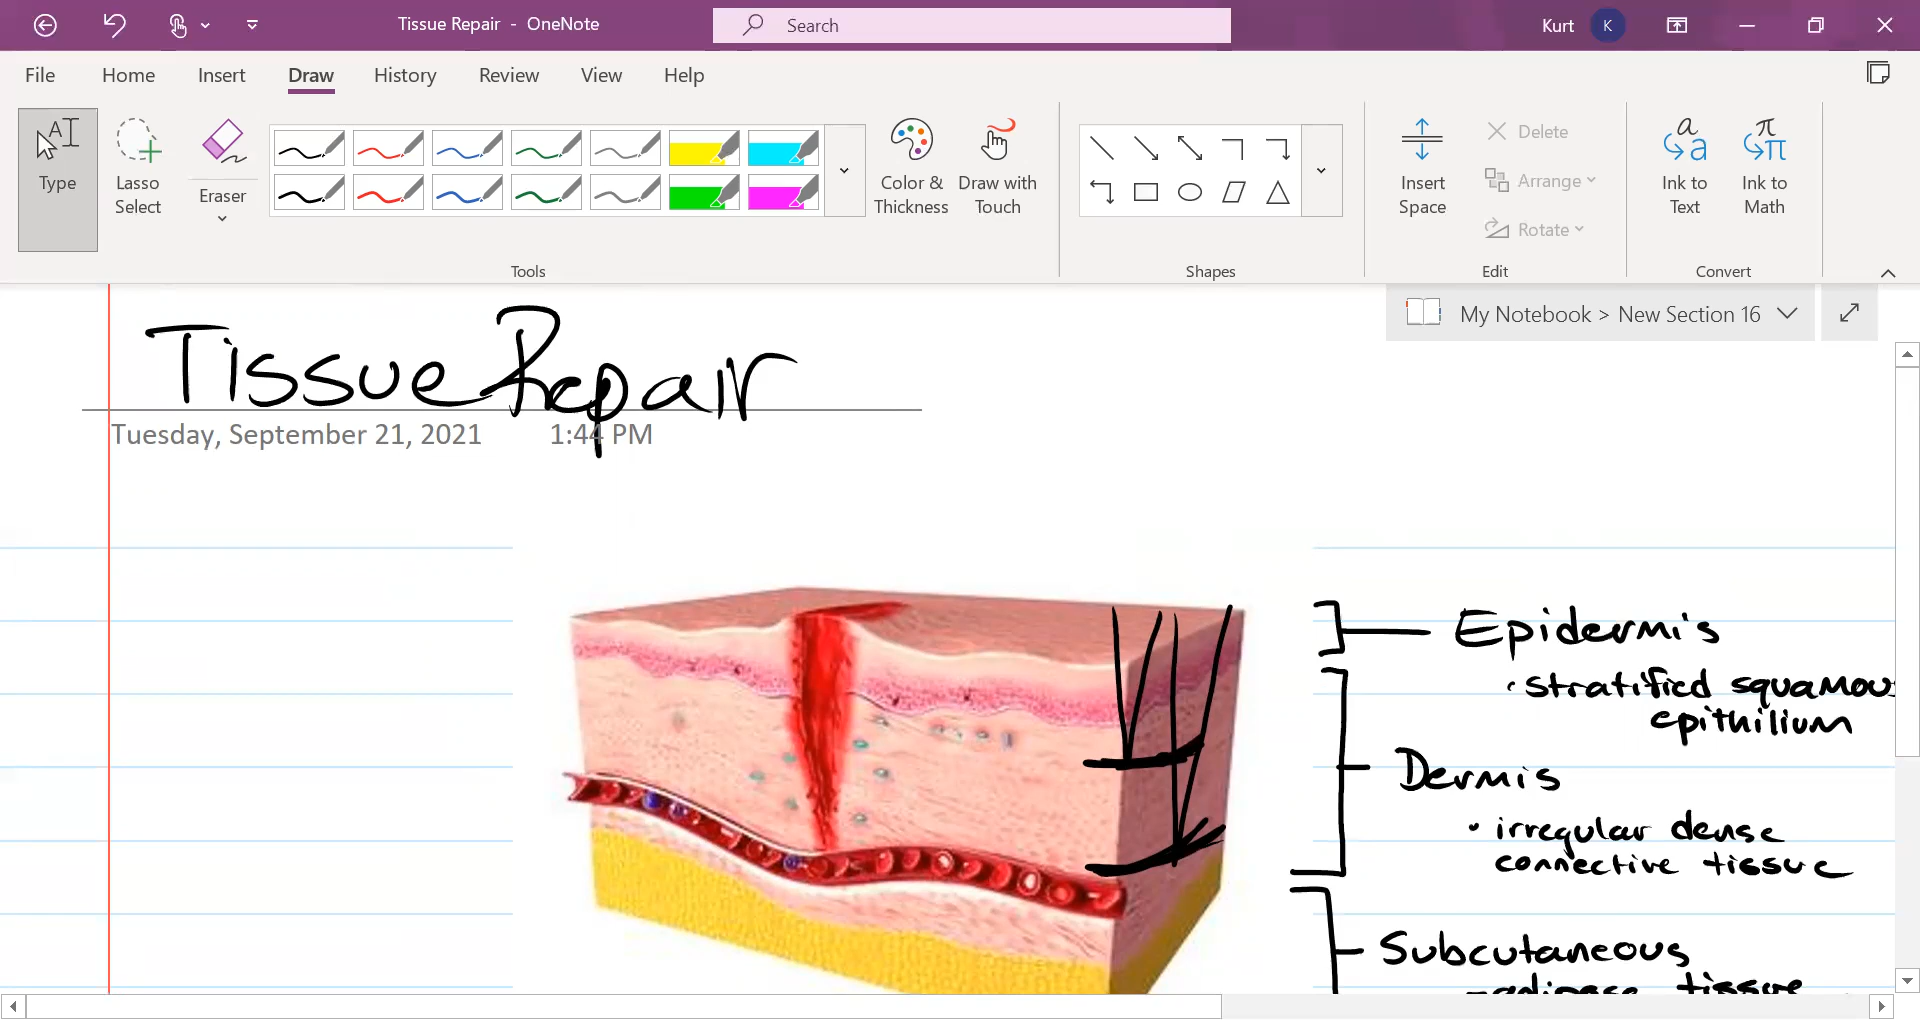 Tissue Repair - OneNote
Search
Kurt K
File Home Insert Draw History Review View Help
Type
Lasso Select
Eraser
Color & Thickness
Draw with Touch
Insert Space
Delete
Arrange
Rotate
Ink to Text
Ink to Math
Tools Shapes Edit Convert
My Notebook > New Section 16
Tissue Repair
Tuesday, September 21, 2021 1:44 PM
Epidermis
· stratified squamous
epithilium
Dermis
• irregular dense
connective tissue
Subcutaneous
-adipose tissue